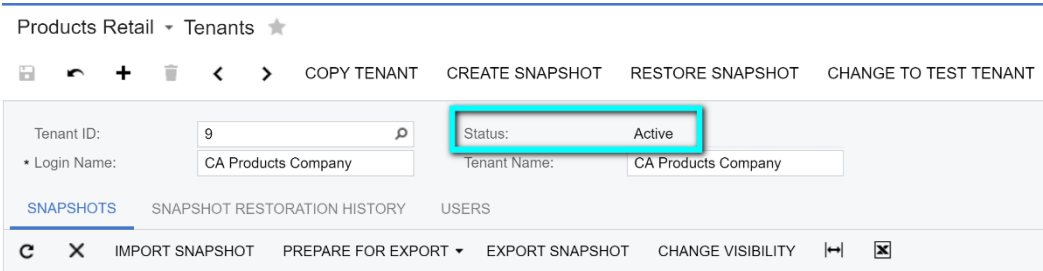 Products Retail Tenants
COPY TENANT CREATE SNAPSHOT RESTORE SNAPSHOT CHANGE TO TEST TENANT
Tenant ID: 9 Status: Active
* Login Name: CA Products Company Tenant Name: CA Products Company
SNAPSHOTS SNAPSHOT RESTORATION HISTORY USERS
IMPORT SNAPSHOT PREPARE FOR EXPORT EXPORT SNAPSHOT CHANGE VISIBILITY